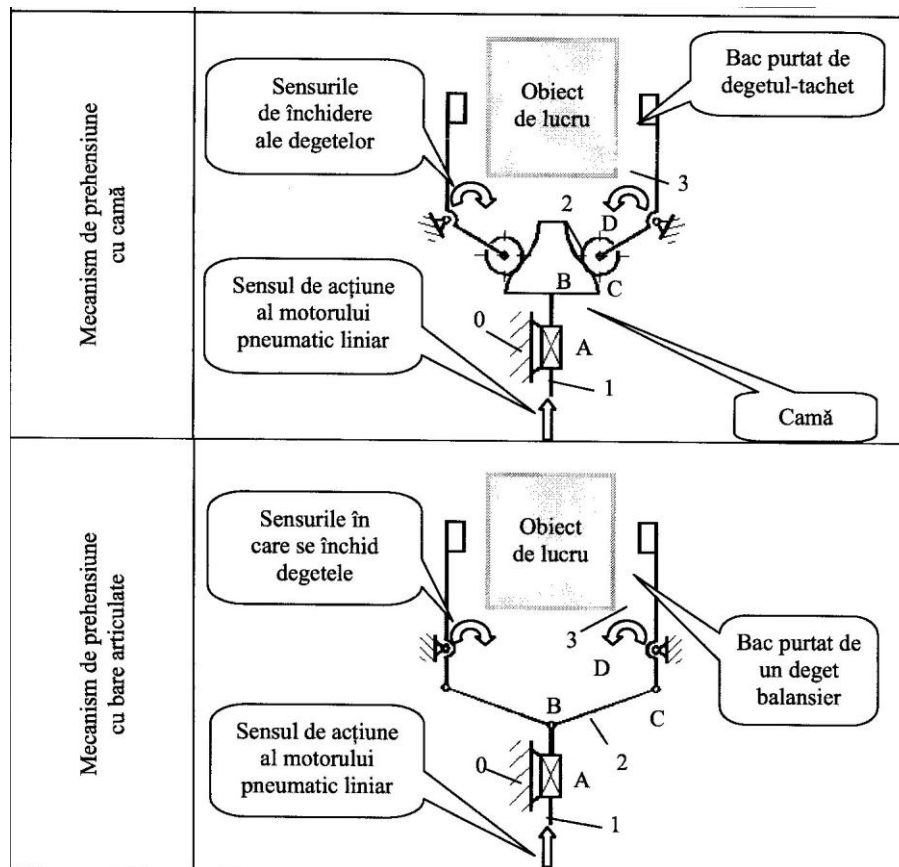 Mecanism de prehensiune
cu camă
Sensurile
de închidere
ale degetelor
Obiect
de lucru
Bac purtat de
degetul-tachet
3
2
D
B
C
Sensul de acțiune
al motorului
pneumatic liniar
0
A
1
Camă
Mecanism de prehensiune
cu bare articulate
Sensurile în
care se închid
degetele
Obiect
de lucru
3
D
Bac purtat de
un deget
balansier
B
C
Sensul de acțiune
al motorului
pneumatic liniar
0
2
A
1